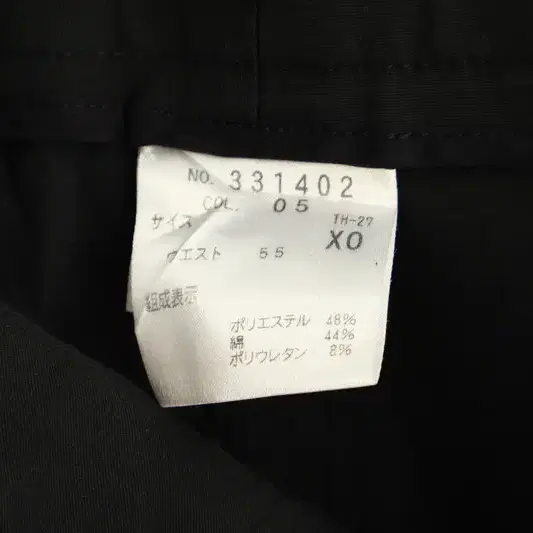 NO. 331402
COL. 05
サイズ TH-27
XO
ウエスト 55
組成表示
ポリエステル 48%
綿 44%
ポリウレタン 8%